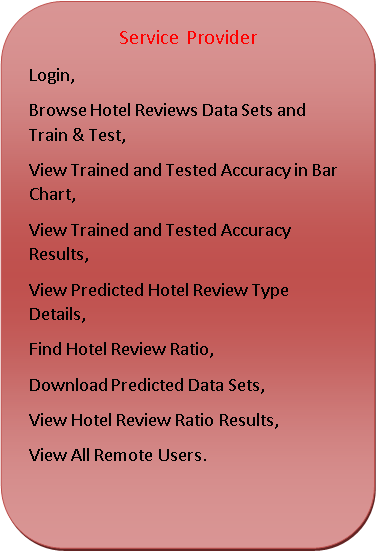 Service Provider
Login,
Browse Hotel Reviews Data Sets and
Train & Test,
View Trained and Tested Accuracy in Bar
Chart,
View Trained and Tested Accuracy
Results,
View Predicted Hotel Review Type
Details,
Find Hotel Review Ratio,
Download Predicted Data Sets,
View Hotel Review Ratio Results,
View All Remote Users.